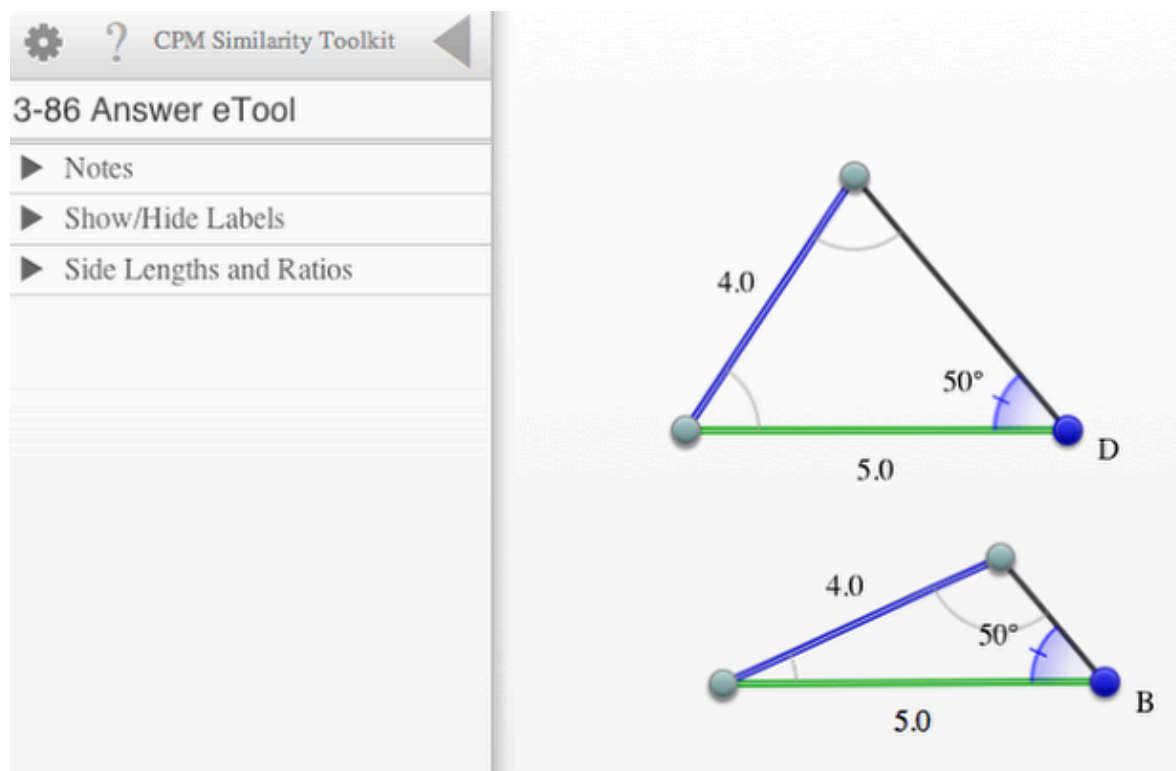 ? CPM Similarity Toolkit
3-86 Answer eTool
Notes
Show/Hide Labels
Side Lengths and Ratios
4.0
50°
D
5.0
4.0
50°
B
5.0